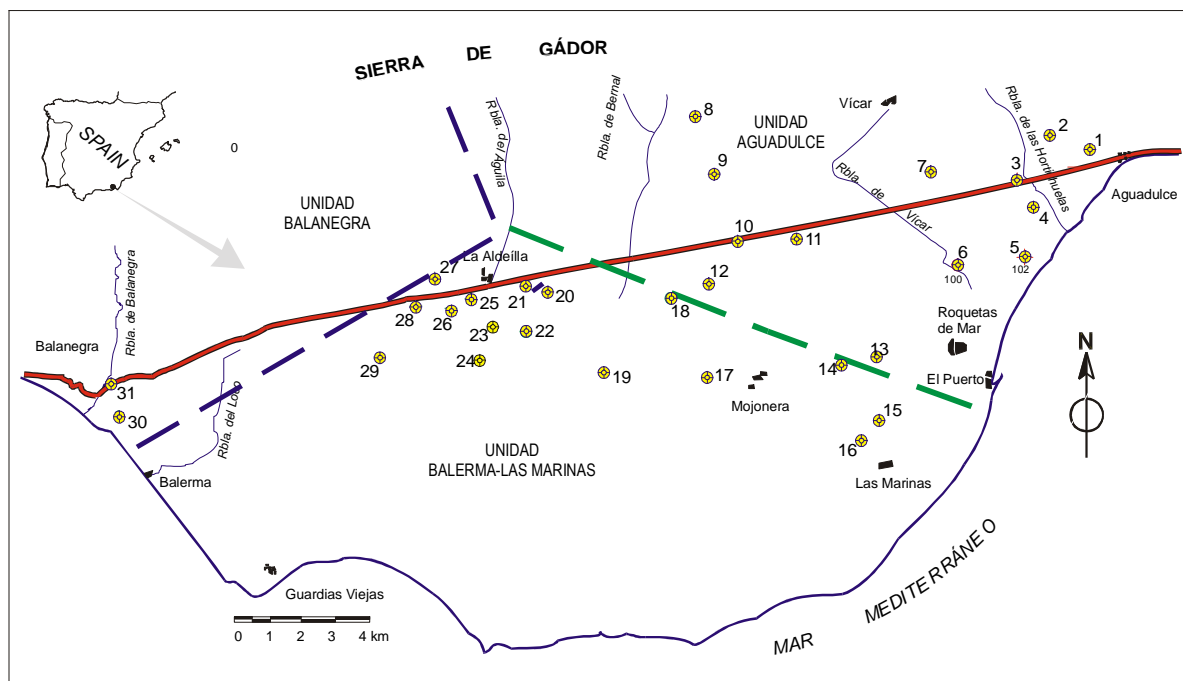 SIERRA DE GÁDOR
SPAIN
0
Rbla. del Aguila
Rbla. de Bernal
8
UNIDAD
AGUADULCE
Vícar
Rbla. de las Hortichuelas
2
1
9
7
3
Rbla. de Vícar
4
Aguadulce
UNIDAD
BALANEGRA
10
11
6
100
5
102
27
La Aldeílla
12
18
28
26
25
21
20
23
22
24
29
19
17
Mojonera
14
13
Roquetas
de Mar
El Puerto
N
Rbla. de Balanegra
Balanegra
31
30
Rbla. del Lobo
15
16
Las Marinas
UNIDAD
BALERMA-LAS MARINAS
Balerma
Guardias Viejas
0 1 2 3 4 km
MAR MEDITERRÁNEO